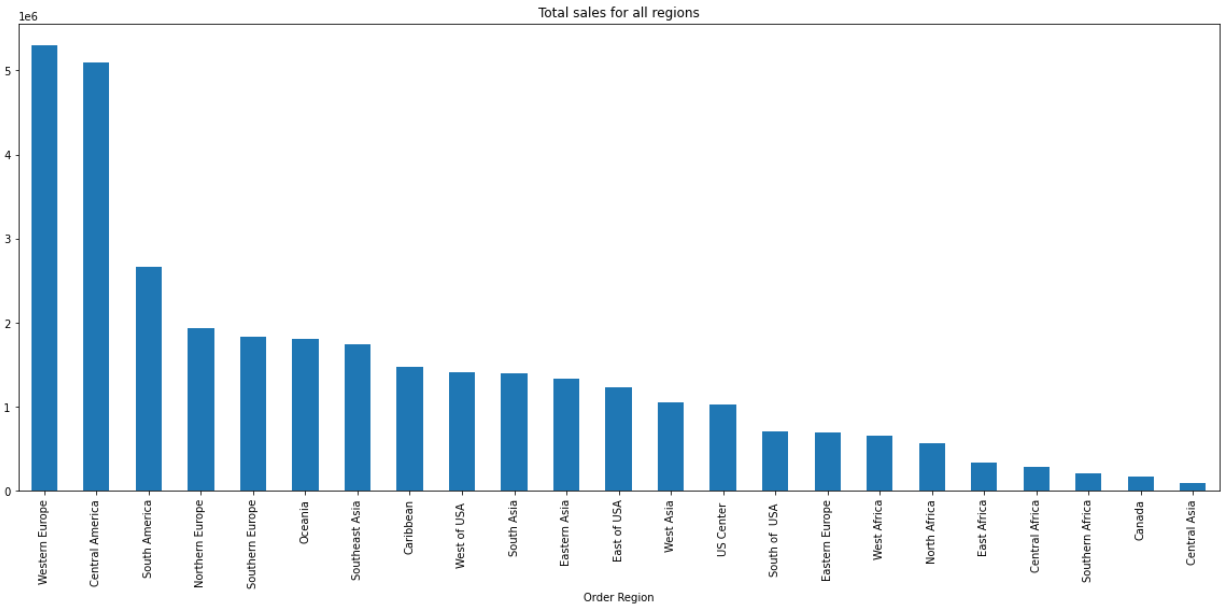 Total sales for all regions
1e6
5
4
3
2
1
0
Western Europe
Central America
South America
Northern Europe
Southern Europe
Oceania
Southeast Asia
Caribbean
West of USA
South Asia
Eastern Asia
East of USA
West Asia
US Center
South of  USA
Eastern Europe
West Africa
North Africa
East Africa
Central Africa
Southern Africa
Canada
Central Asia
Order Region